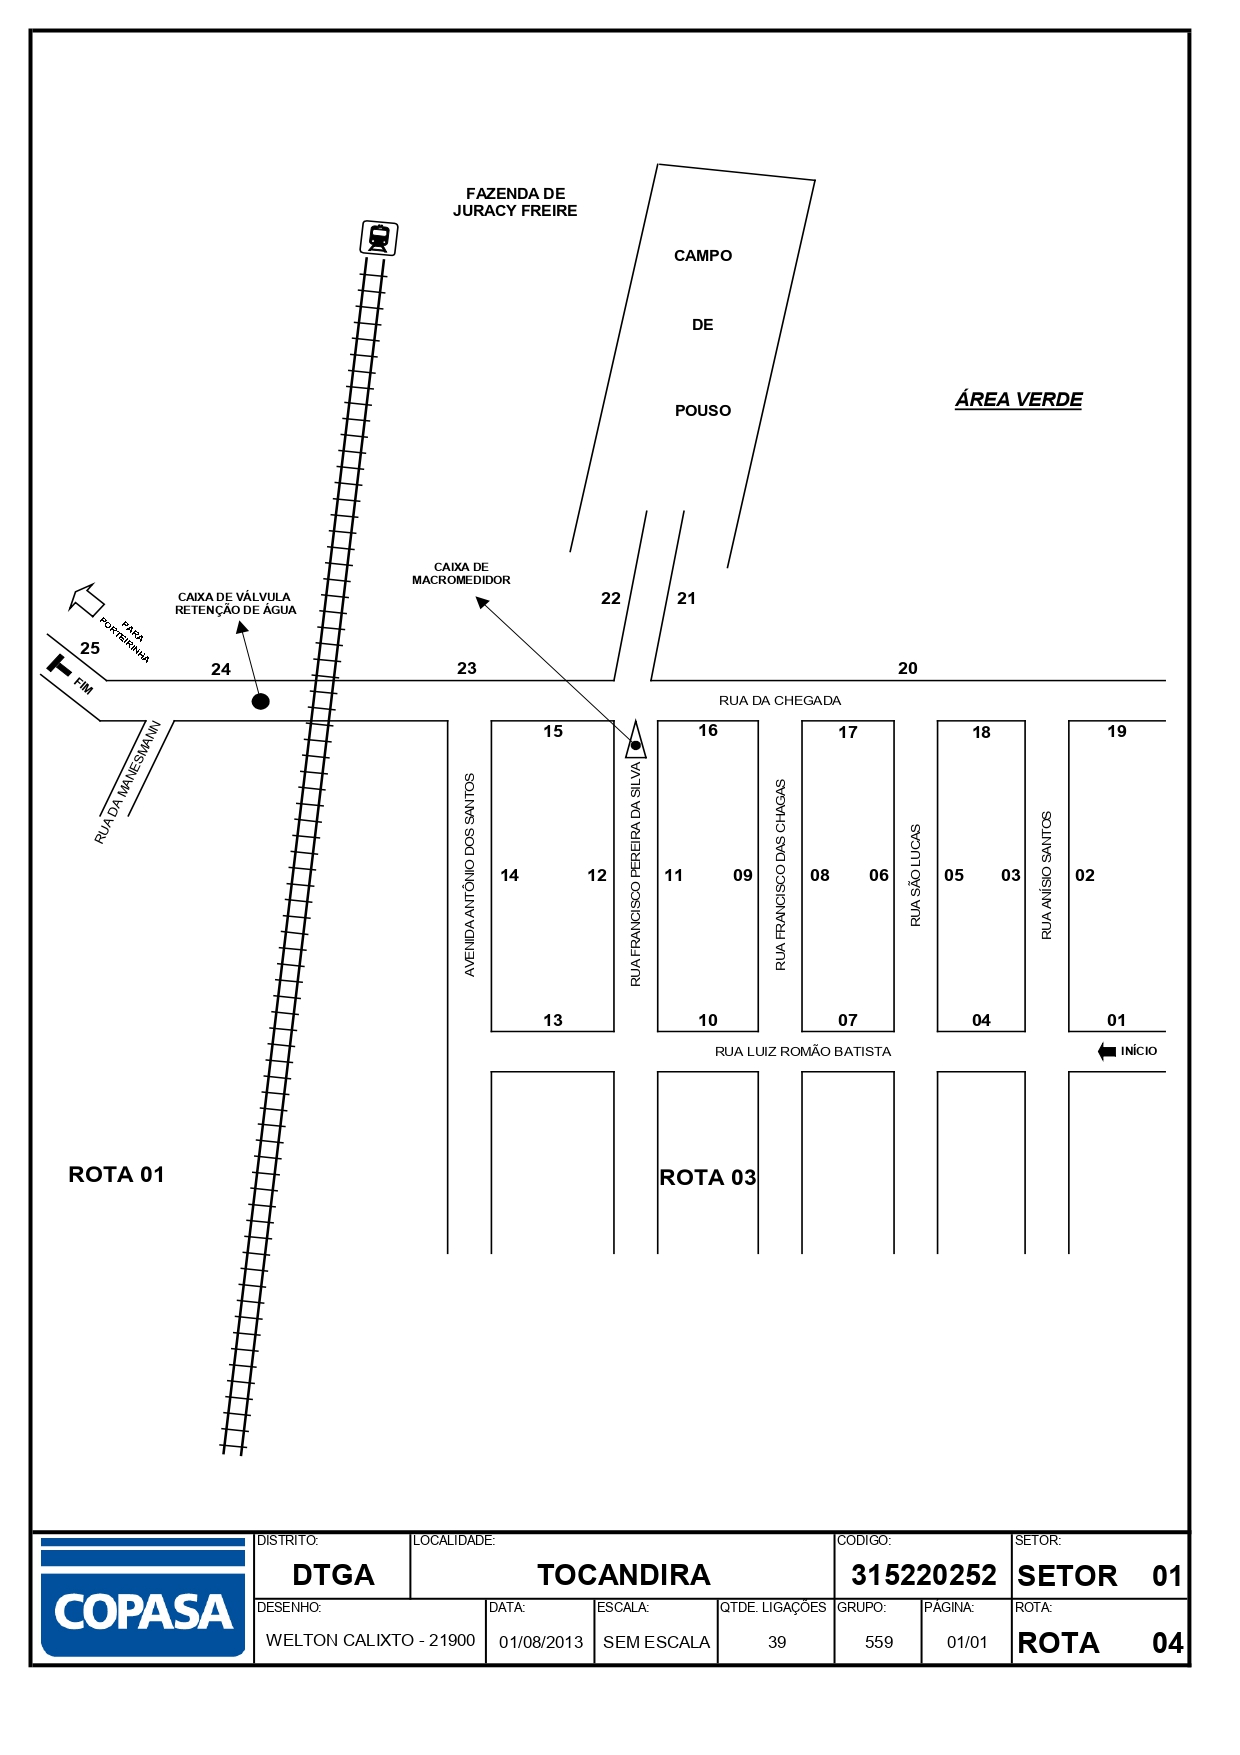 FAZENDA DE
JURACY FREIRE
CAMPO
DE
POUSO
ÁREA VERDE
CAIXA DE
MACROMEDIDOR
CAIXA DE VÁLVULA
RETENÇÃO DE ÁGUA
22
21
PARA
PORTEIRINHA
25
FIM
24
23
20
RUA DA CHEGADA
15
16
17
18
19
RUA DA MANESMANN
AVENIDA ANTÔNIO DOS SANTOS
RUA FRANCISCO PEREIRA DA SILVA
RUA FRANCISCO DAS CHAGAS
RUA SÃO LUCAS
RUA ANÍSIO SANTOS
14
12
11
09
08
06
05
03
02
13
10
07
04
01
RUA LUIZ ROMÃO BATISTA
INÍCIO
ROTA 01
ROTA 03
COPASA
DISTRITO:
DTGA
LOCALIDADE:
TOCANDIRA
CODIGO:
315220252
SETOR:
SETOR 01
DESENHO:
WELTON CALIXTO - 21900
DATA:
01/08/2013
ESCALA:
SEM ESCALA
QTDE. LIGAÇÕES
39
GRUPO:
559
PÁGINA:
01/01
ROTA:
ROTA 04